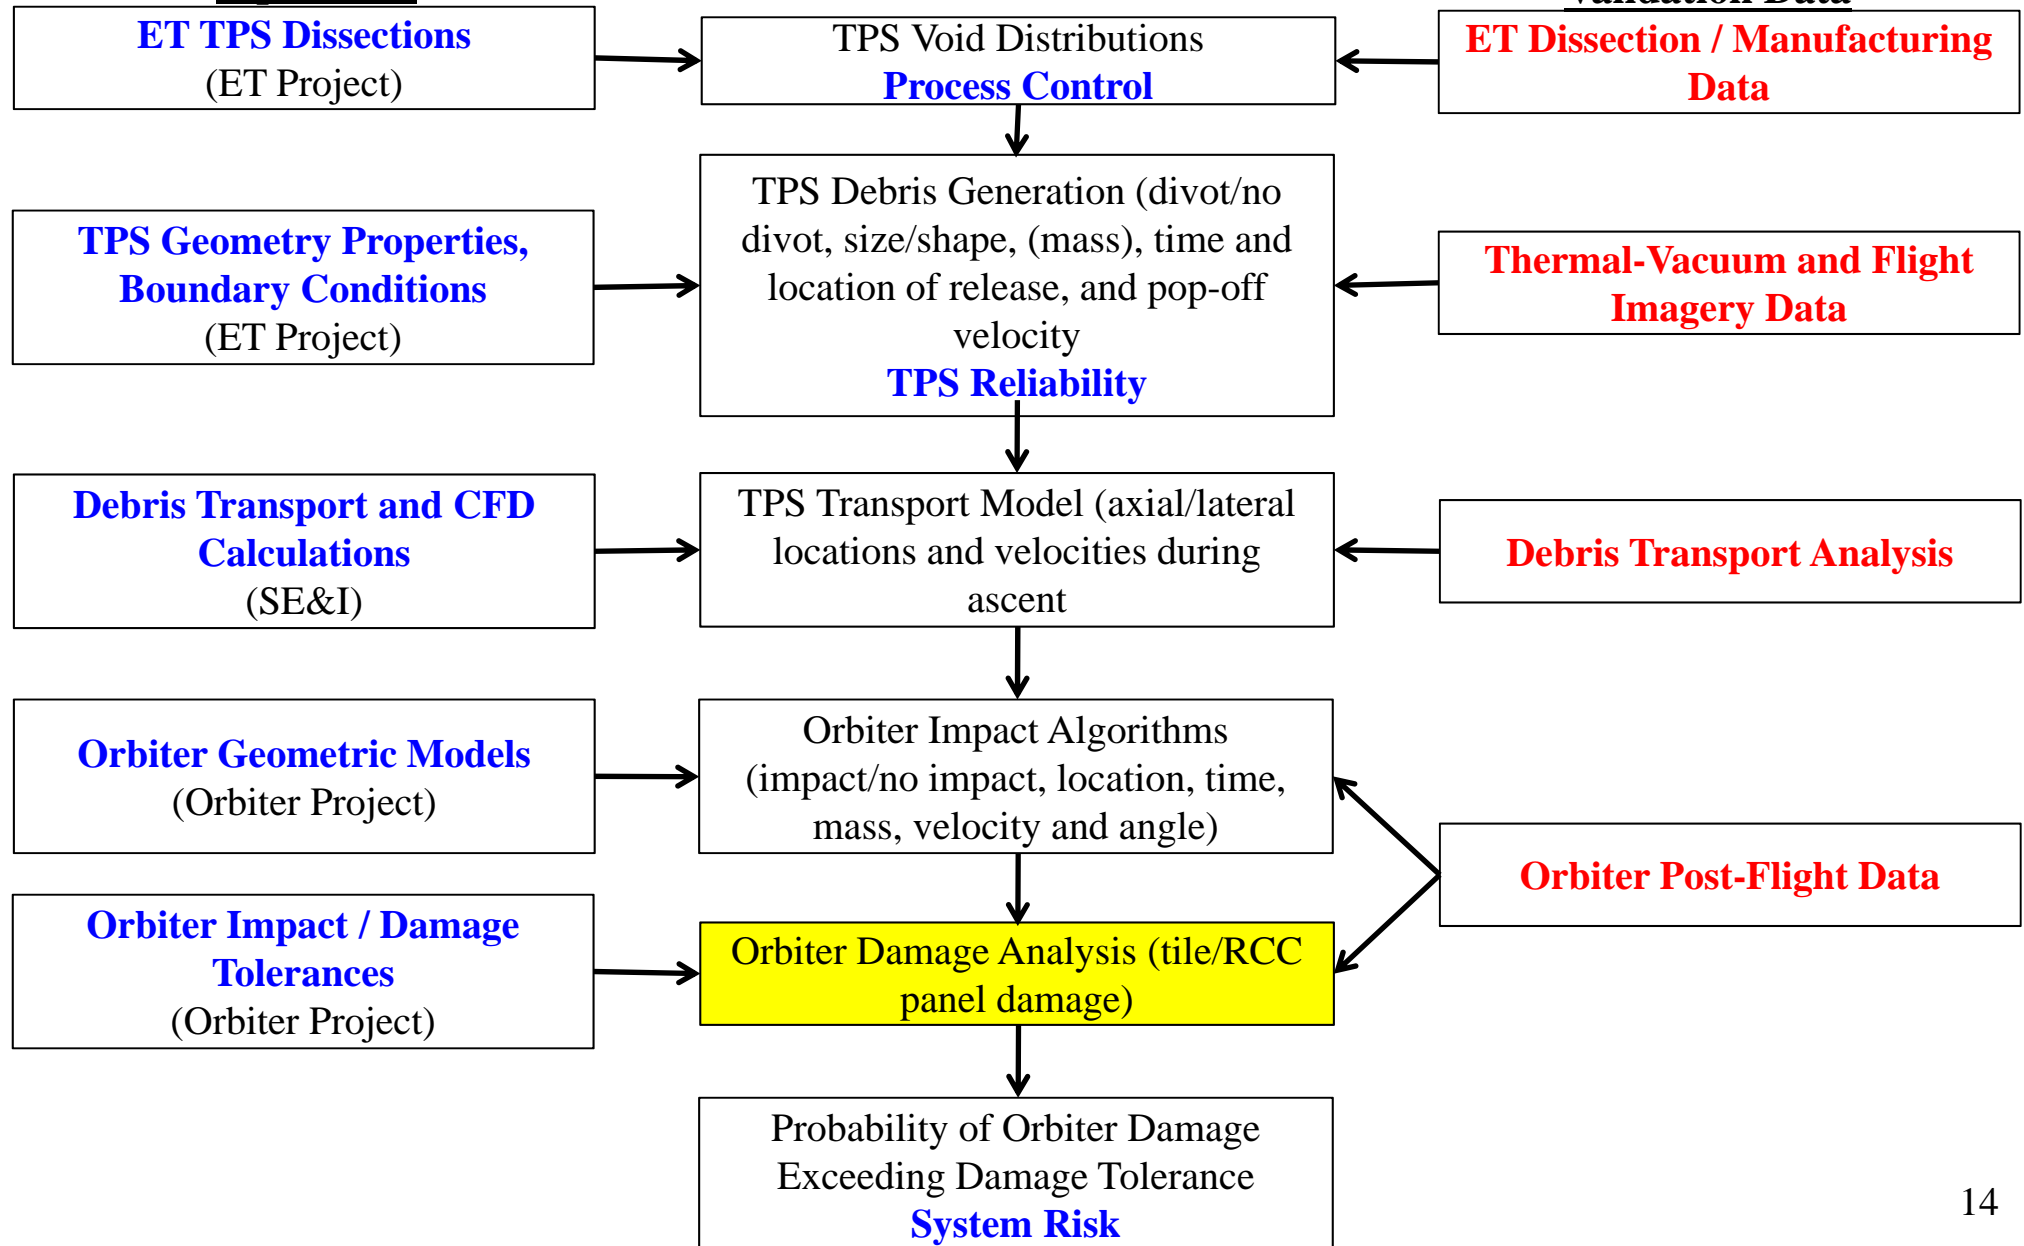 Validation Data
ET TPS Dissections
(ET Project)
TPS Void Distributions
Process Control
ET Dissection / Manufacturing
Data
TPS Geometry Properties,
Boundary Conditions
(ET Project)
TPS Debris Generation (divot/no
divot, size/shape, (mass), time and
location of release, and pop-off
velocity
TPS Reliability
Thermal-Vacuum and Flight
Imagery Data
Debris Transport and CFD
Calculations
(SE&I)
TPS Transport Model (axial/lateral
locations and velocities during
ascent
Debris Transport Analysis
Orbiter Geometric Models
(Orbiter Project)
Orbiter Impact Algorithms
(impact/no impact, location, time,
mass, velocity and angle)
Orbiter Post-Flight Data
Orbiter Impact / Damage
Tolerances
(Orbiter Project)
Orbiter Damage Analysis (tile/RCC
panel damage)
Probability of Orbiter Damage
Exceeding Damage Tolerance
System Risk
14